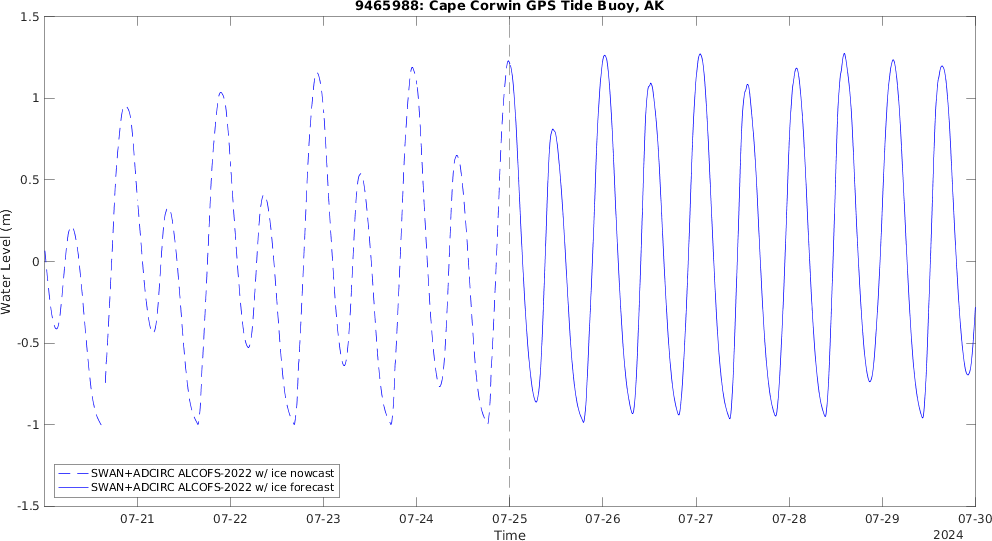 9465988: Cape Corwin GPS Tide Buoy, AK
1.5
1
0.5
0
-0.5
-1
-1.5
Water Level (m)
SWAN+ADCIRC ALCOFS-2022 w/ ice nowcast
SWAN+ADCIRC ALCOFS-2022 w/ ice forecast
07-21 07-22 07-23 07-24 07-25 07-26 07-27 07-28 07-29 07-30
Time
2024